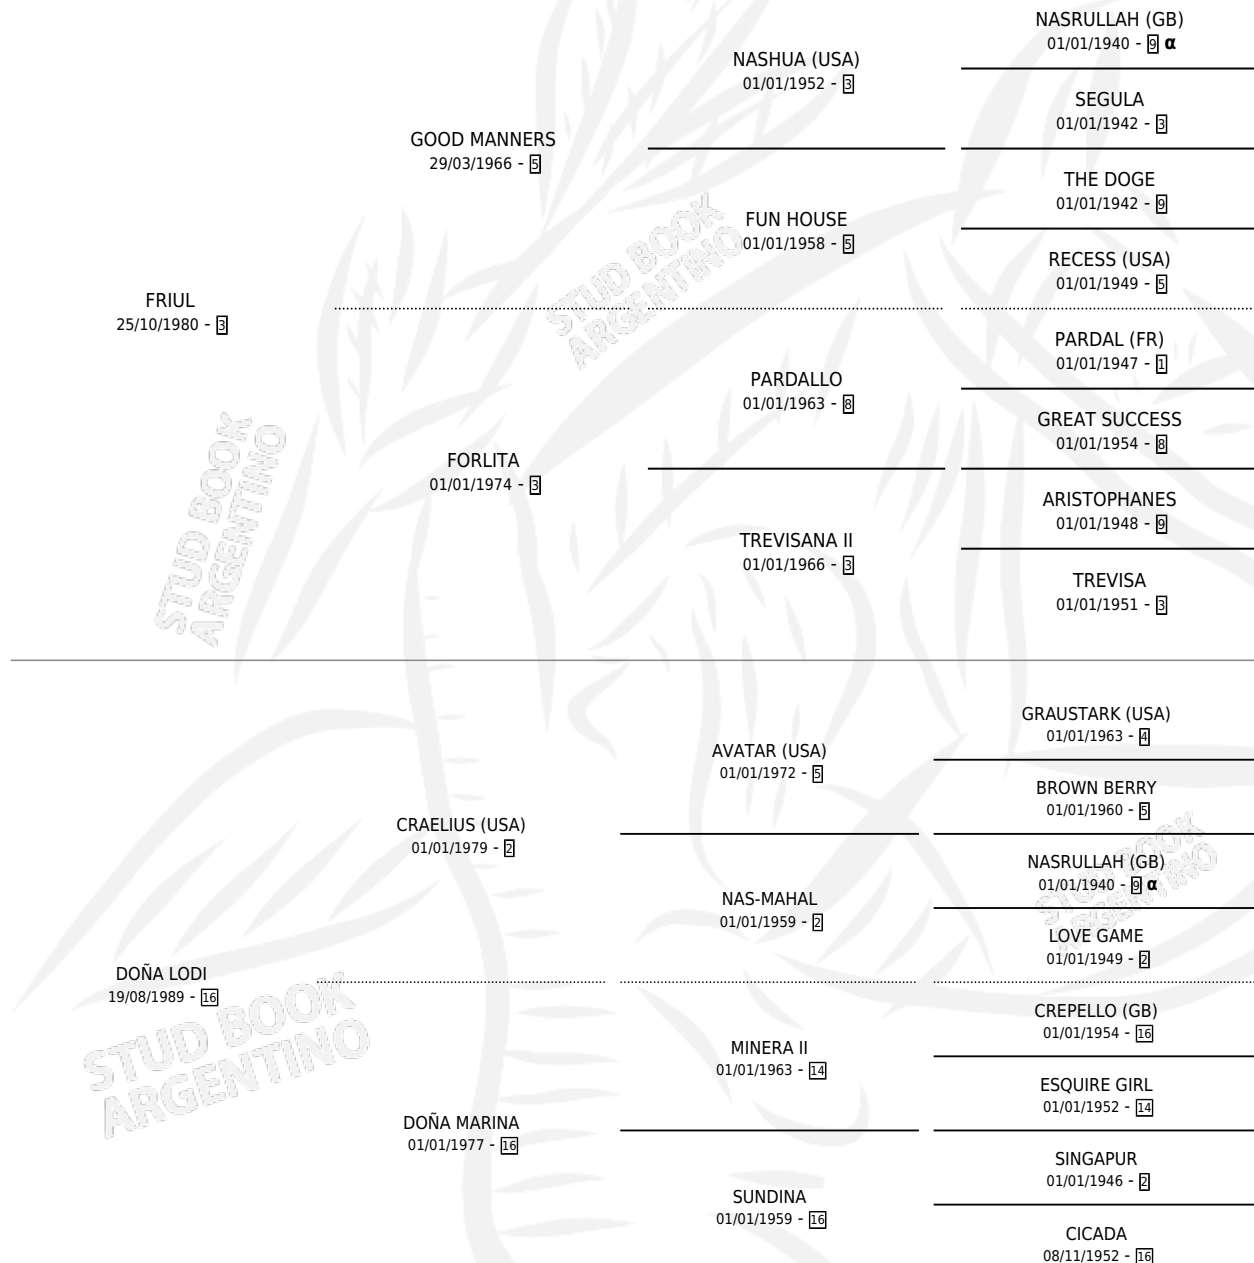 NASRULLAH (GB)
01/01/1940 - 9 α
NASHUA (USA)
01/01/1952 - 3
SEGULA
01/01/1942 - 3
GOOD MANNERS
29/03/1966 - 5
THE DOGE
01/01/1942 - 9
FUN HOUSE
01/01/1958 - 5
RECESS (USA)
01/01/1949 - 5
FRIUL
25/10/1980 - 3
PARDAL (FR)
01/01/1947 - 1
PARDALLO
01/01/1963 - 8
GREAT SUCCESS
01/01/1954 - 8
FORLITA
01/01/1974 - 3
ARISTOPHANES
01/01/1948 - 9
TREVISANA II
01/01/1966 - 3
TREVISA
01/01/1951 - 3
GRAUSTARK (USA)
01/01/1963 - 4
AVATAR (USA)
01/01/1972 - 5
BROWN BERRY
01/01/1960 - 5
CRAELIUS (USA)
01/01/1979 - 2
NASRULLAH (GB)
01/01/1940 - 9 α
NAS-MAHAL
01/01/1959 - 2
LOVE GAME
01/01/1949 - 2
DOÑA LODI
19/08/1989 - 16
CREPELLO (GB)
01/01/1954 - 16
MINERA II
01/01/1963 - 14
ESQUIRE GIRL
01/01/1952 - 14
DOÑA MARINA
01/01/1977 - 16
SINGAPUR
01/01/1946 - 2
SUNDINA
01/01/1959 - 16
CICADA
08/11/1952 - 16
STUD BOOK
ARGENTINO
STUD BOOK
ARGENTINO
STUD BOOK
ARGENTINO
STUD BOOK
ARGENTINO